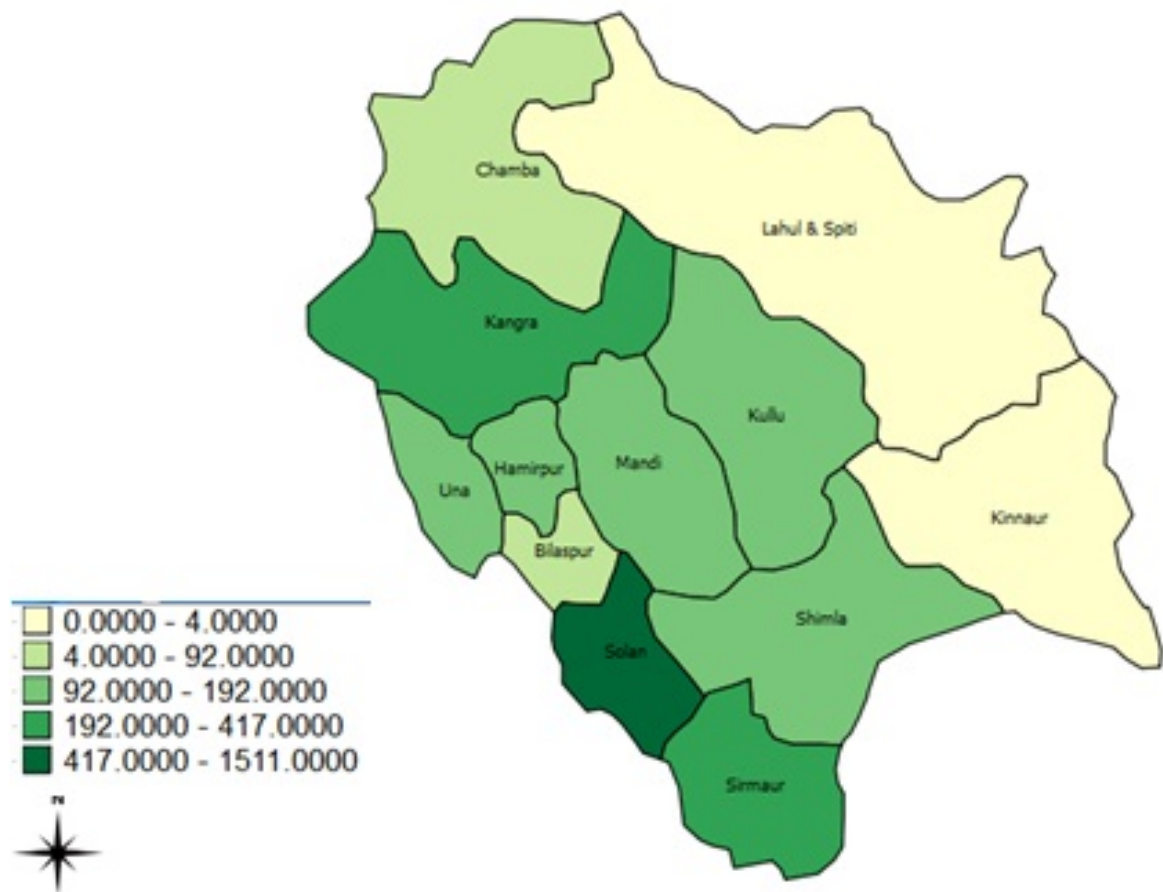 Chamba
Lahul & Spiti
Kangra
Kullu
Mandi
Hamirpur
Una
Kinnaur
Bilaspur
Shimla
Solan
Sirmaur
0.0000 - 4.0000
4.0000 - 92.0000
92.0000 - 192.0000
192.0000 - 417.0000
417.0000 - 1511.0000
N